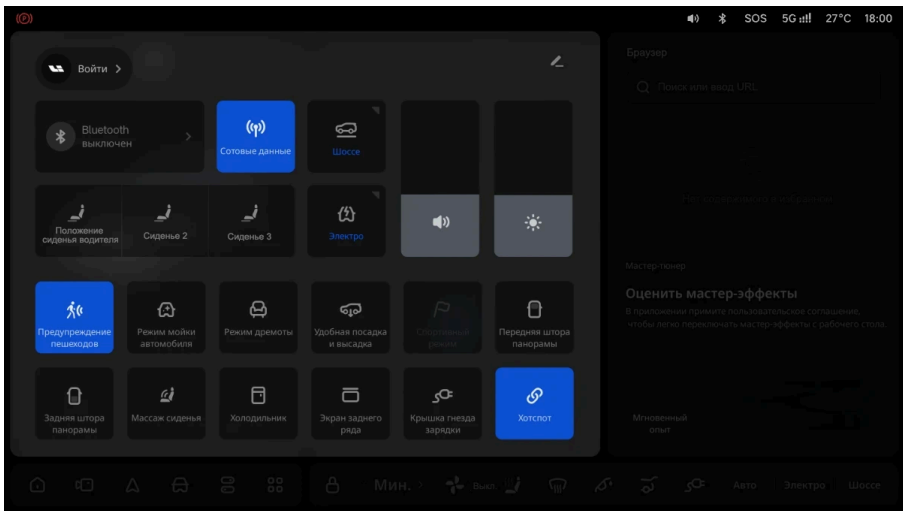 (P)
SOS 5G 27°C 18:00
Войти >
Bluetooth
выключен
Сотовые данные
Шоссе
Положение
сиденья водителя
Сиденье 2
Сиденье 3
Электро
Предупреждение
пешеходов
Режим мойки
автомобиля
Режим дремоты
Удобная посадка
и высадка
Спортивный
режим
Передняя штора
панорамы
Задняя штора
панорамы
Массаж сиденья
Холодильник
Экран заднего
ряда
Крышка гнезда
зарядки
Хотспот
Браузер
Поиск или ввод URL
Мастер-тюнер
Оценить мастер-эффекты
В приложении примите пользовательское соглашение,
чтобы легко переключать мастер-эффекты с рабочего стола.
Мгновенный
опыт
Мин. > Выкл. Авто Электро Шоссе